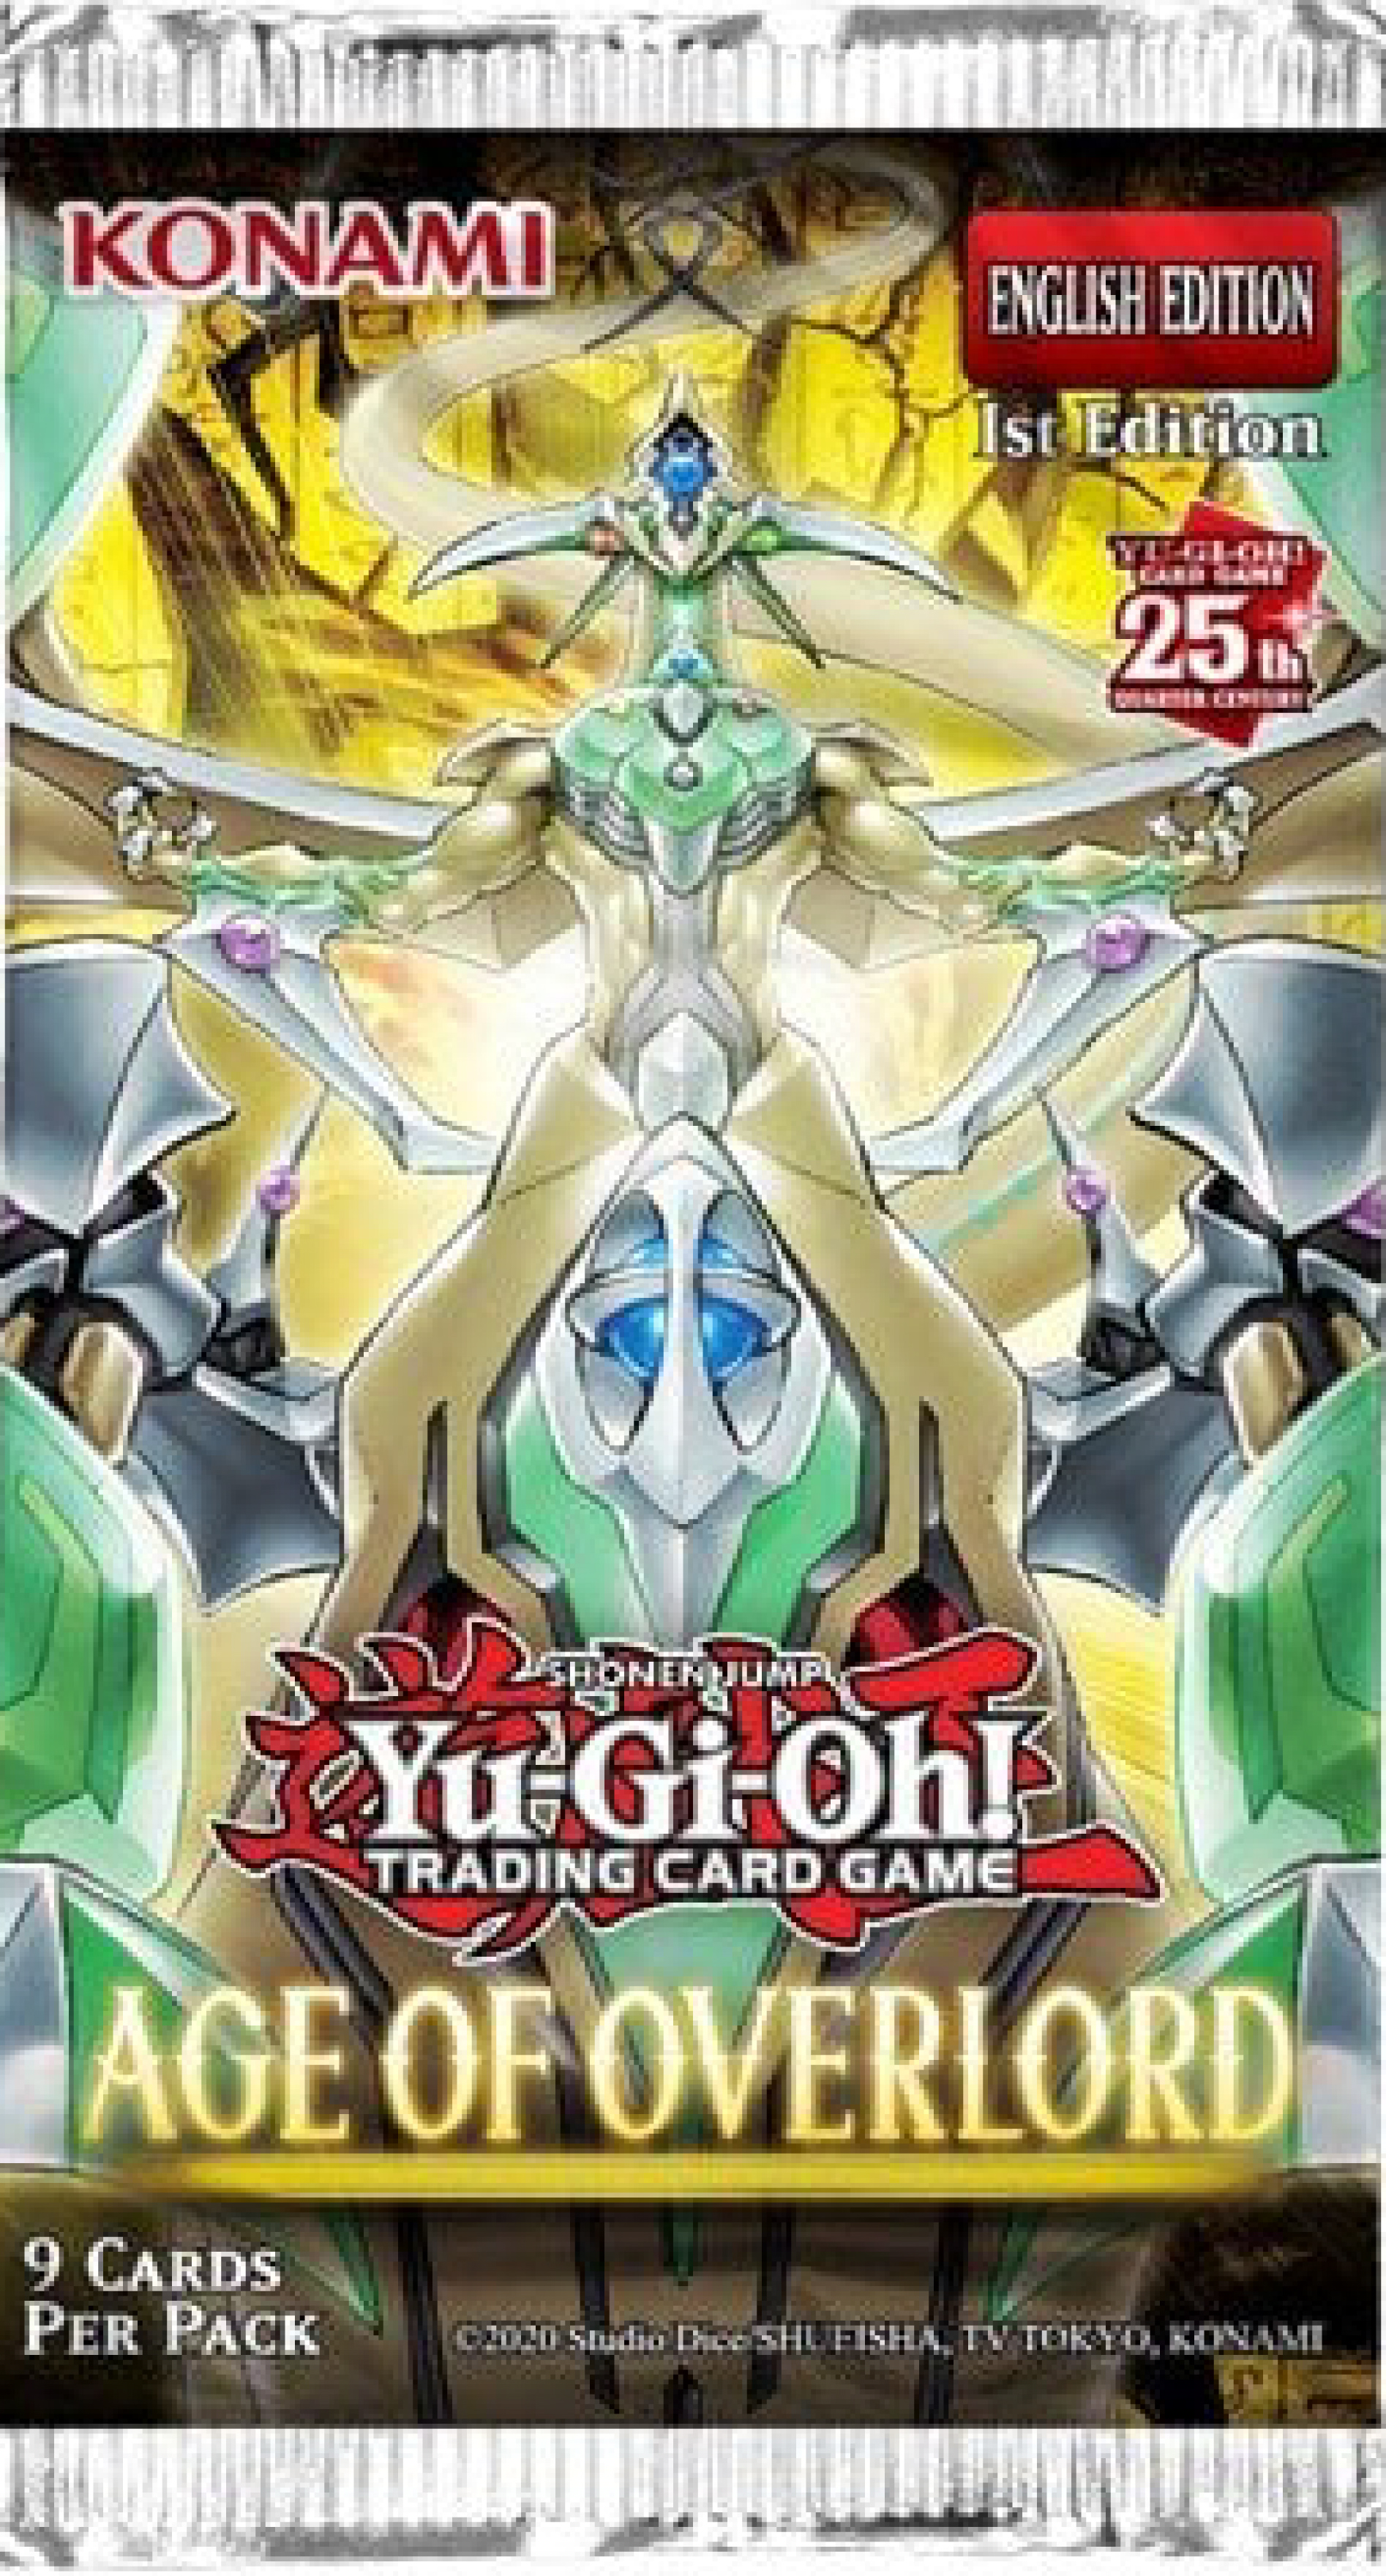 KONAMI
ENGLISH EDITION
1st Edition
YU-GI-OH!
CARD GAME
25th
QUARTER CENTURY
SHONEN JUMP
Yu-Gi-Oh!
TRADING CARD GAME
AGE OF OVERLORD
9 CARDS
PER PACK
©2020 Studio Dice/SHUEISHA, TV TOKYO, KONAMI